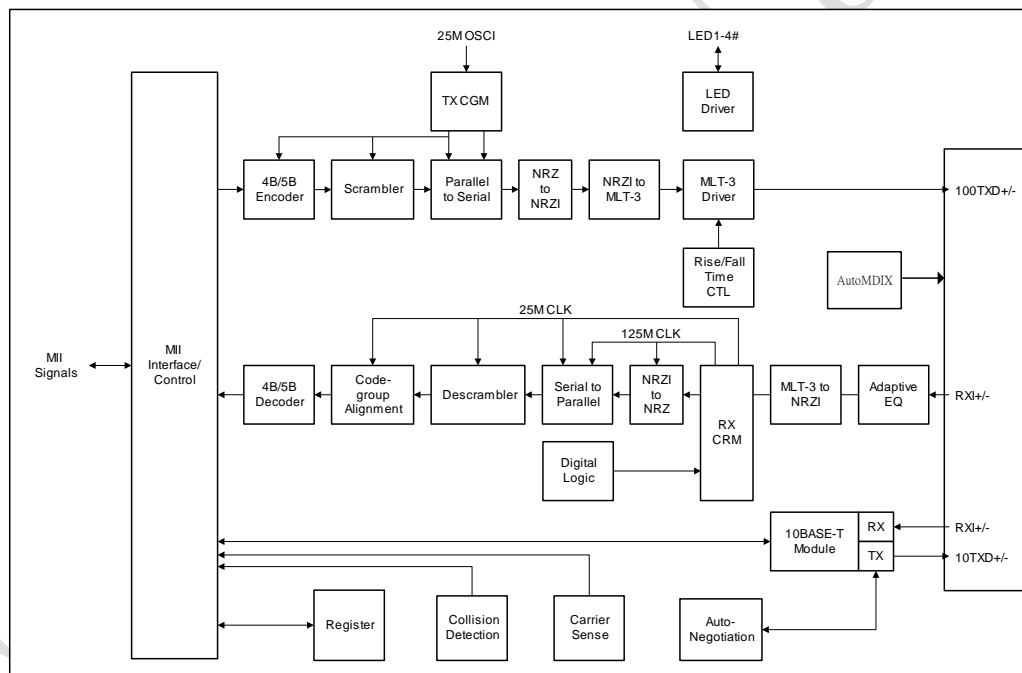 25M OSCI
LED1-4#
TX CGM
LED
Driver
4B/5B
Encoder
Scrambler
Parallel
to Serial
NRZ
to
NRZI
NRZI to
MLT-3
MLT-3
Driver
100TXD+/-
Rise/Fall
Time
CTL
AutoMDIX
25M CLK
125M CLK
MII
Signals
MII
Interface/
Control
4B/5B
Decoder
Code-
group
Alignment
Descrambler
Serial to
Parallel
NRZI
to
NRZ
RX
CRM
MLT-3 to
NRZI
Adaptive
EQ
RXI+/-
Digital
Logic
10BASE-T
Module
RX
TX
RXI+/-
10TXD+/-
Register
Collision
Detection
Carrier
Sense
Auto-
Negotiation